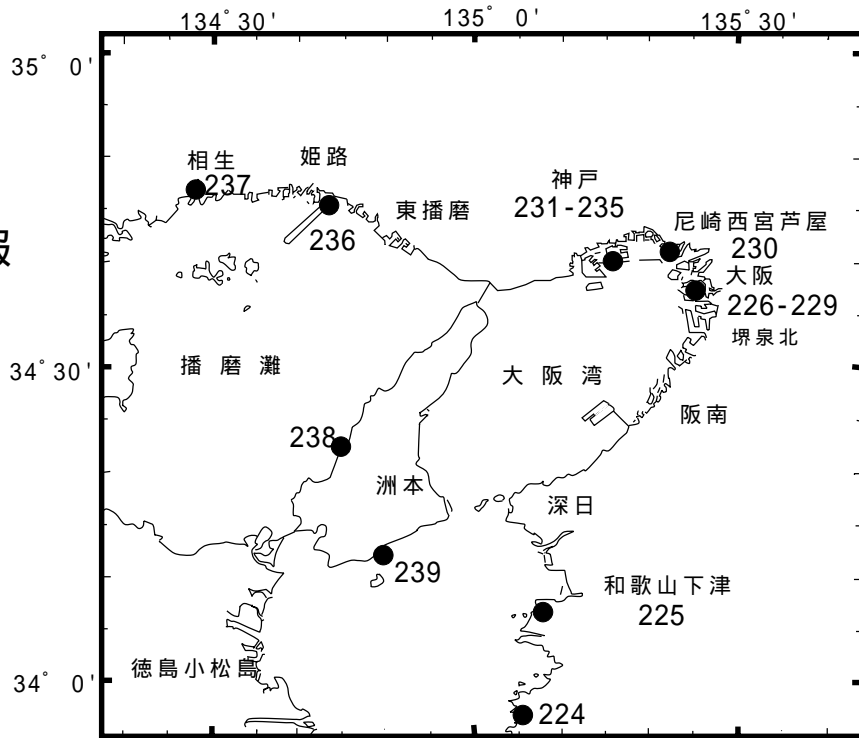 134° 30'
135° 0'
135° 30'
35° 0'
相生
237
姫路
236
東播磨
神戸
231-235
尼崎西宮芦屋
230
大阪
226-229
堺泉北
報
34° 30'
播磨灘
大阪湾
阪南
238
洲本
深日
239
和歌山下津
225
徳島小松島
34° 0'
224